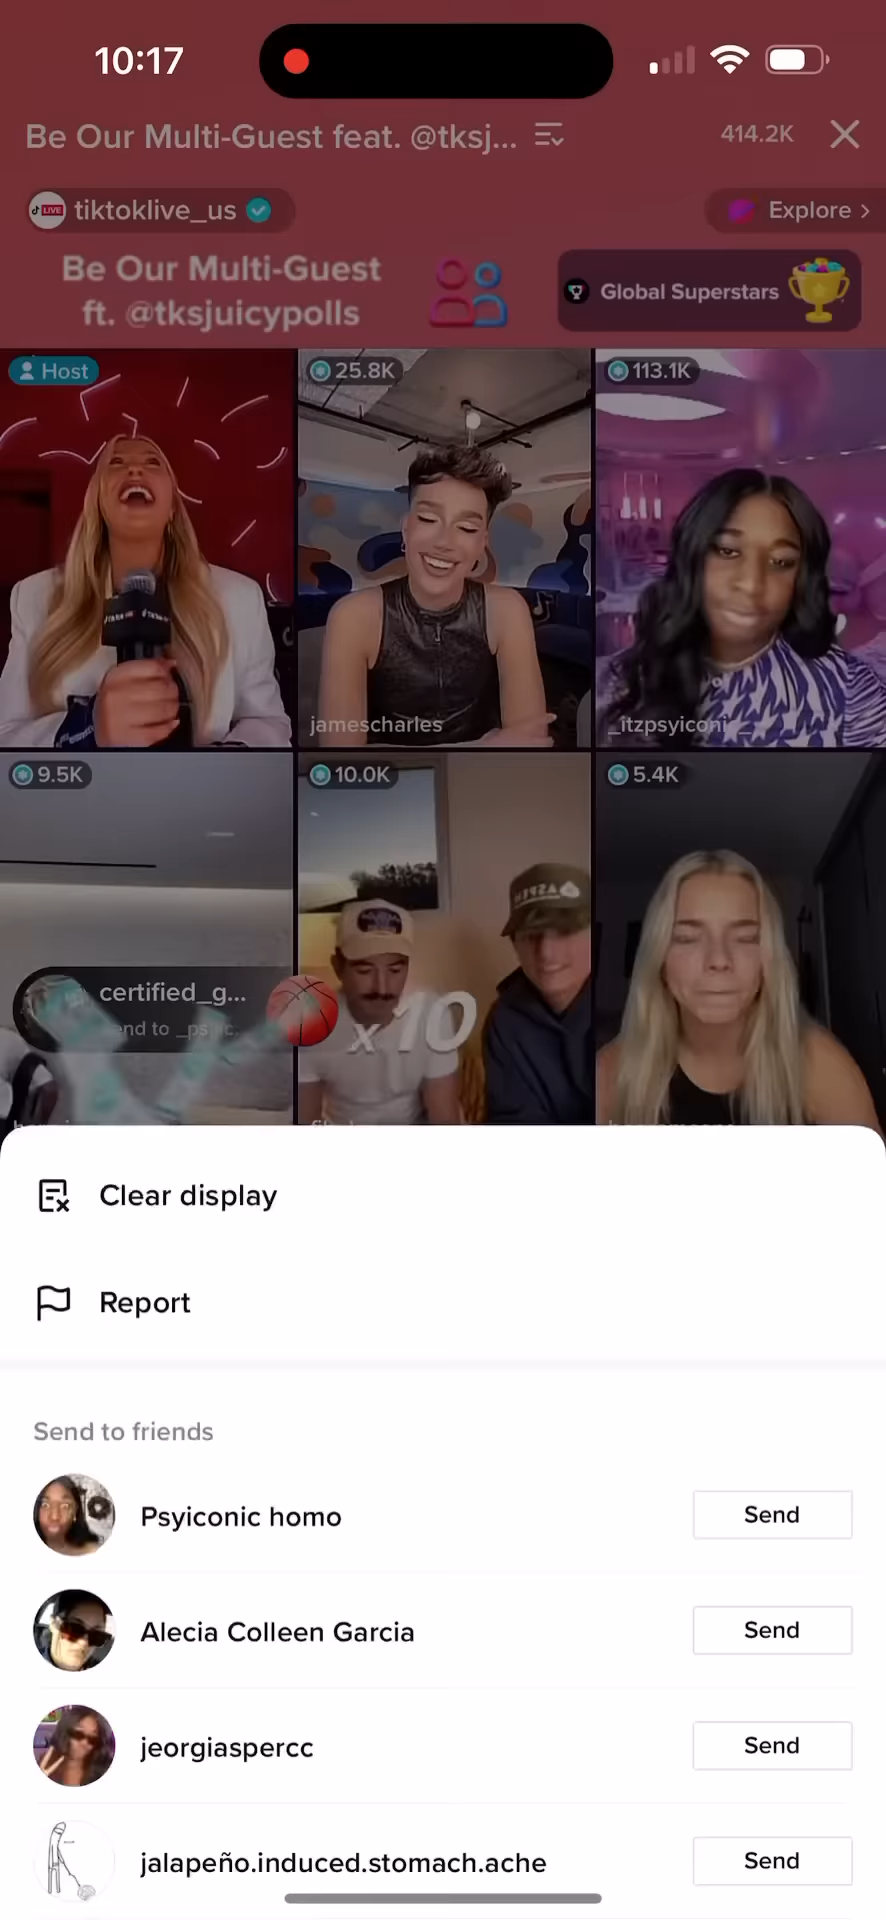 10:17
Be Our Multi-Guest feat. @tksj...
414.2K
LIVE
tiktoklive_us
Explore >
Be Our Multi-Guest
ft. @tksjuicypolls
Global Superstars
Host
25.8K
113.1K
jamescharles
_itzpsyiconic_
9.5K
10.0K
5.4K
certified_g...
x10
Clear display
Report
Send to friends
Psyiconic homo
Send
Alecia Colleen Garcia
Send
jeorgiaspercc
Send
jalapeño.induced.stomach.ache
Send